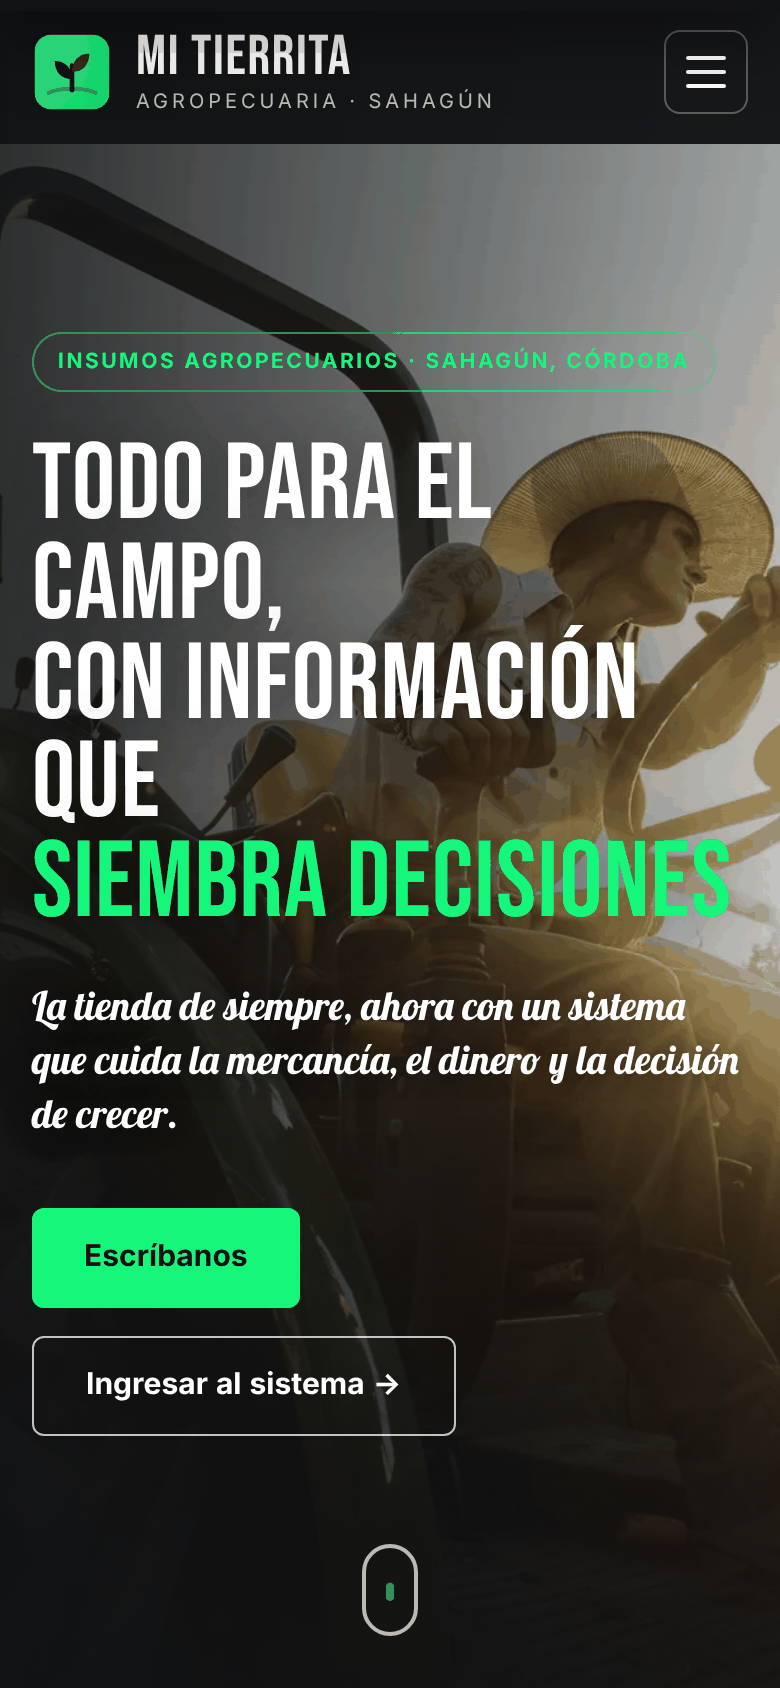 MI TIERRITA
AGROPECUARIA · SAHAGÚN
INSUMOS AGROPECUARIOS · SAHAGÚN, CÓRDOBA
TODO PARA EL
CAMPO,
CON INFORMACIÓN
QUE
SIEMBRA DECISIONES
La tienda de siempre, ahora con un sistema
que cuida la mercancía, el dinero y la decisión
de crecer.
Escríbanos
Ingresar al sistema →